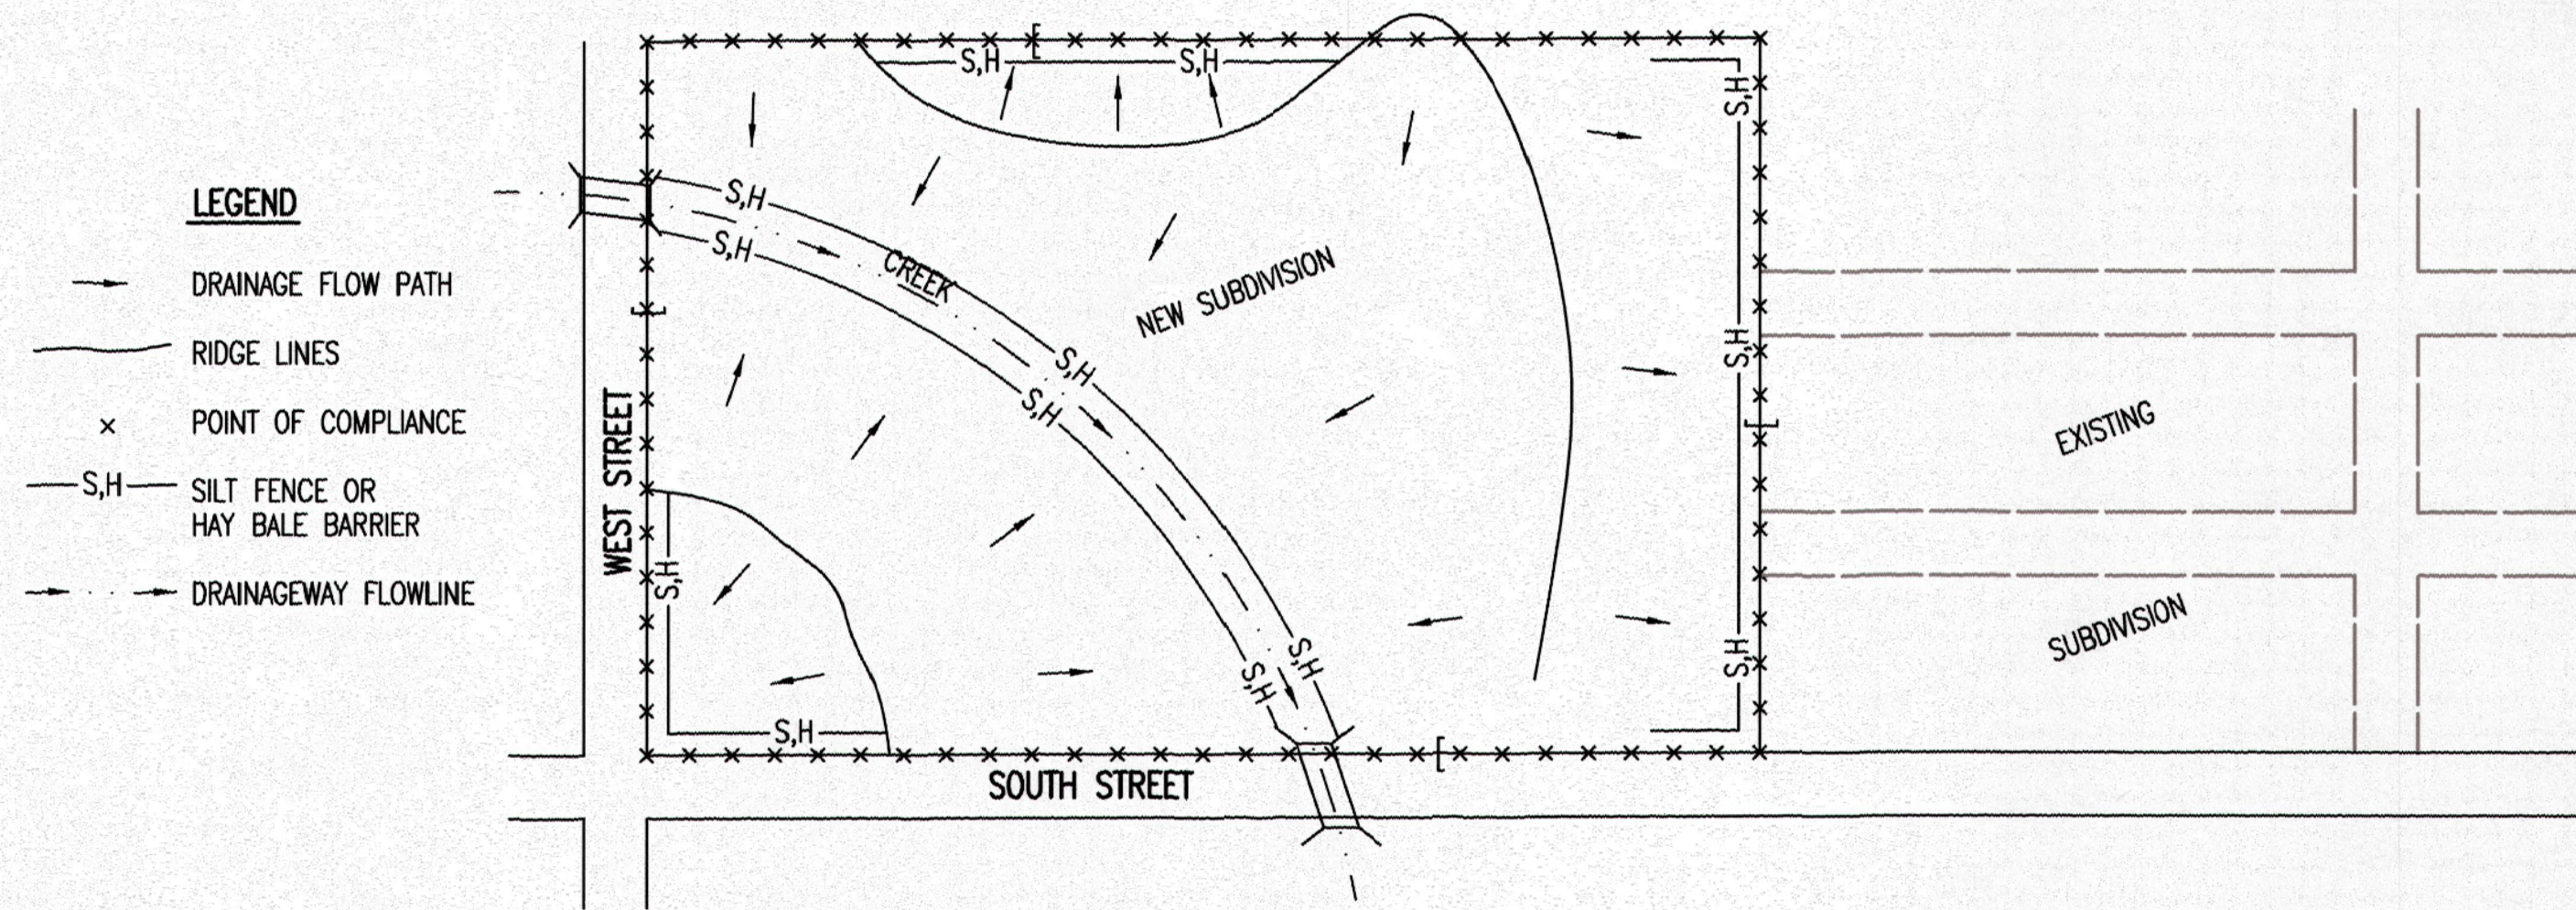 LEGEND
DRAINAGE FLOW PATH
RIDGE LINES
× POINT OF COMPLIANCE
S,H SILT FENCE OR
HAY BALE BARRIER
DRAINAGEWAY FLOWLINE
S,H
S,H
S,H
S,H
S,H
CREEK
NEW SUBDIVISION
S,H
S,H
S,H
WEST STREET
S,H
S,H
S,H
S,H
S,H
SOUTH STREET
EXISTING
SUBDIVISION